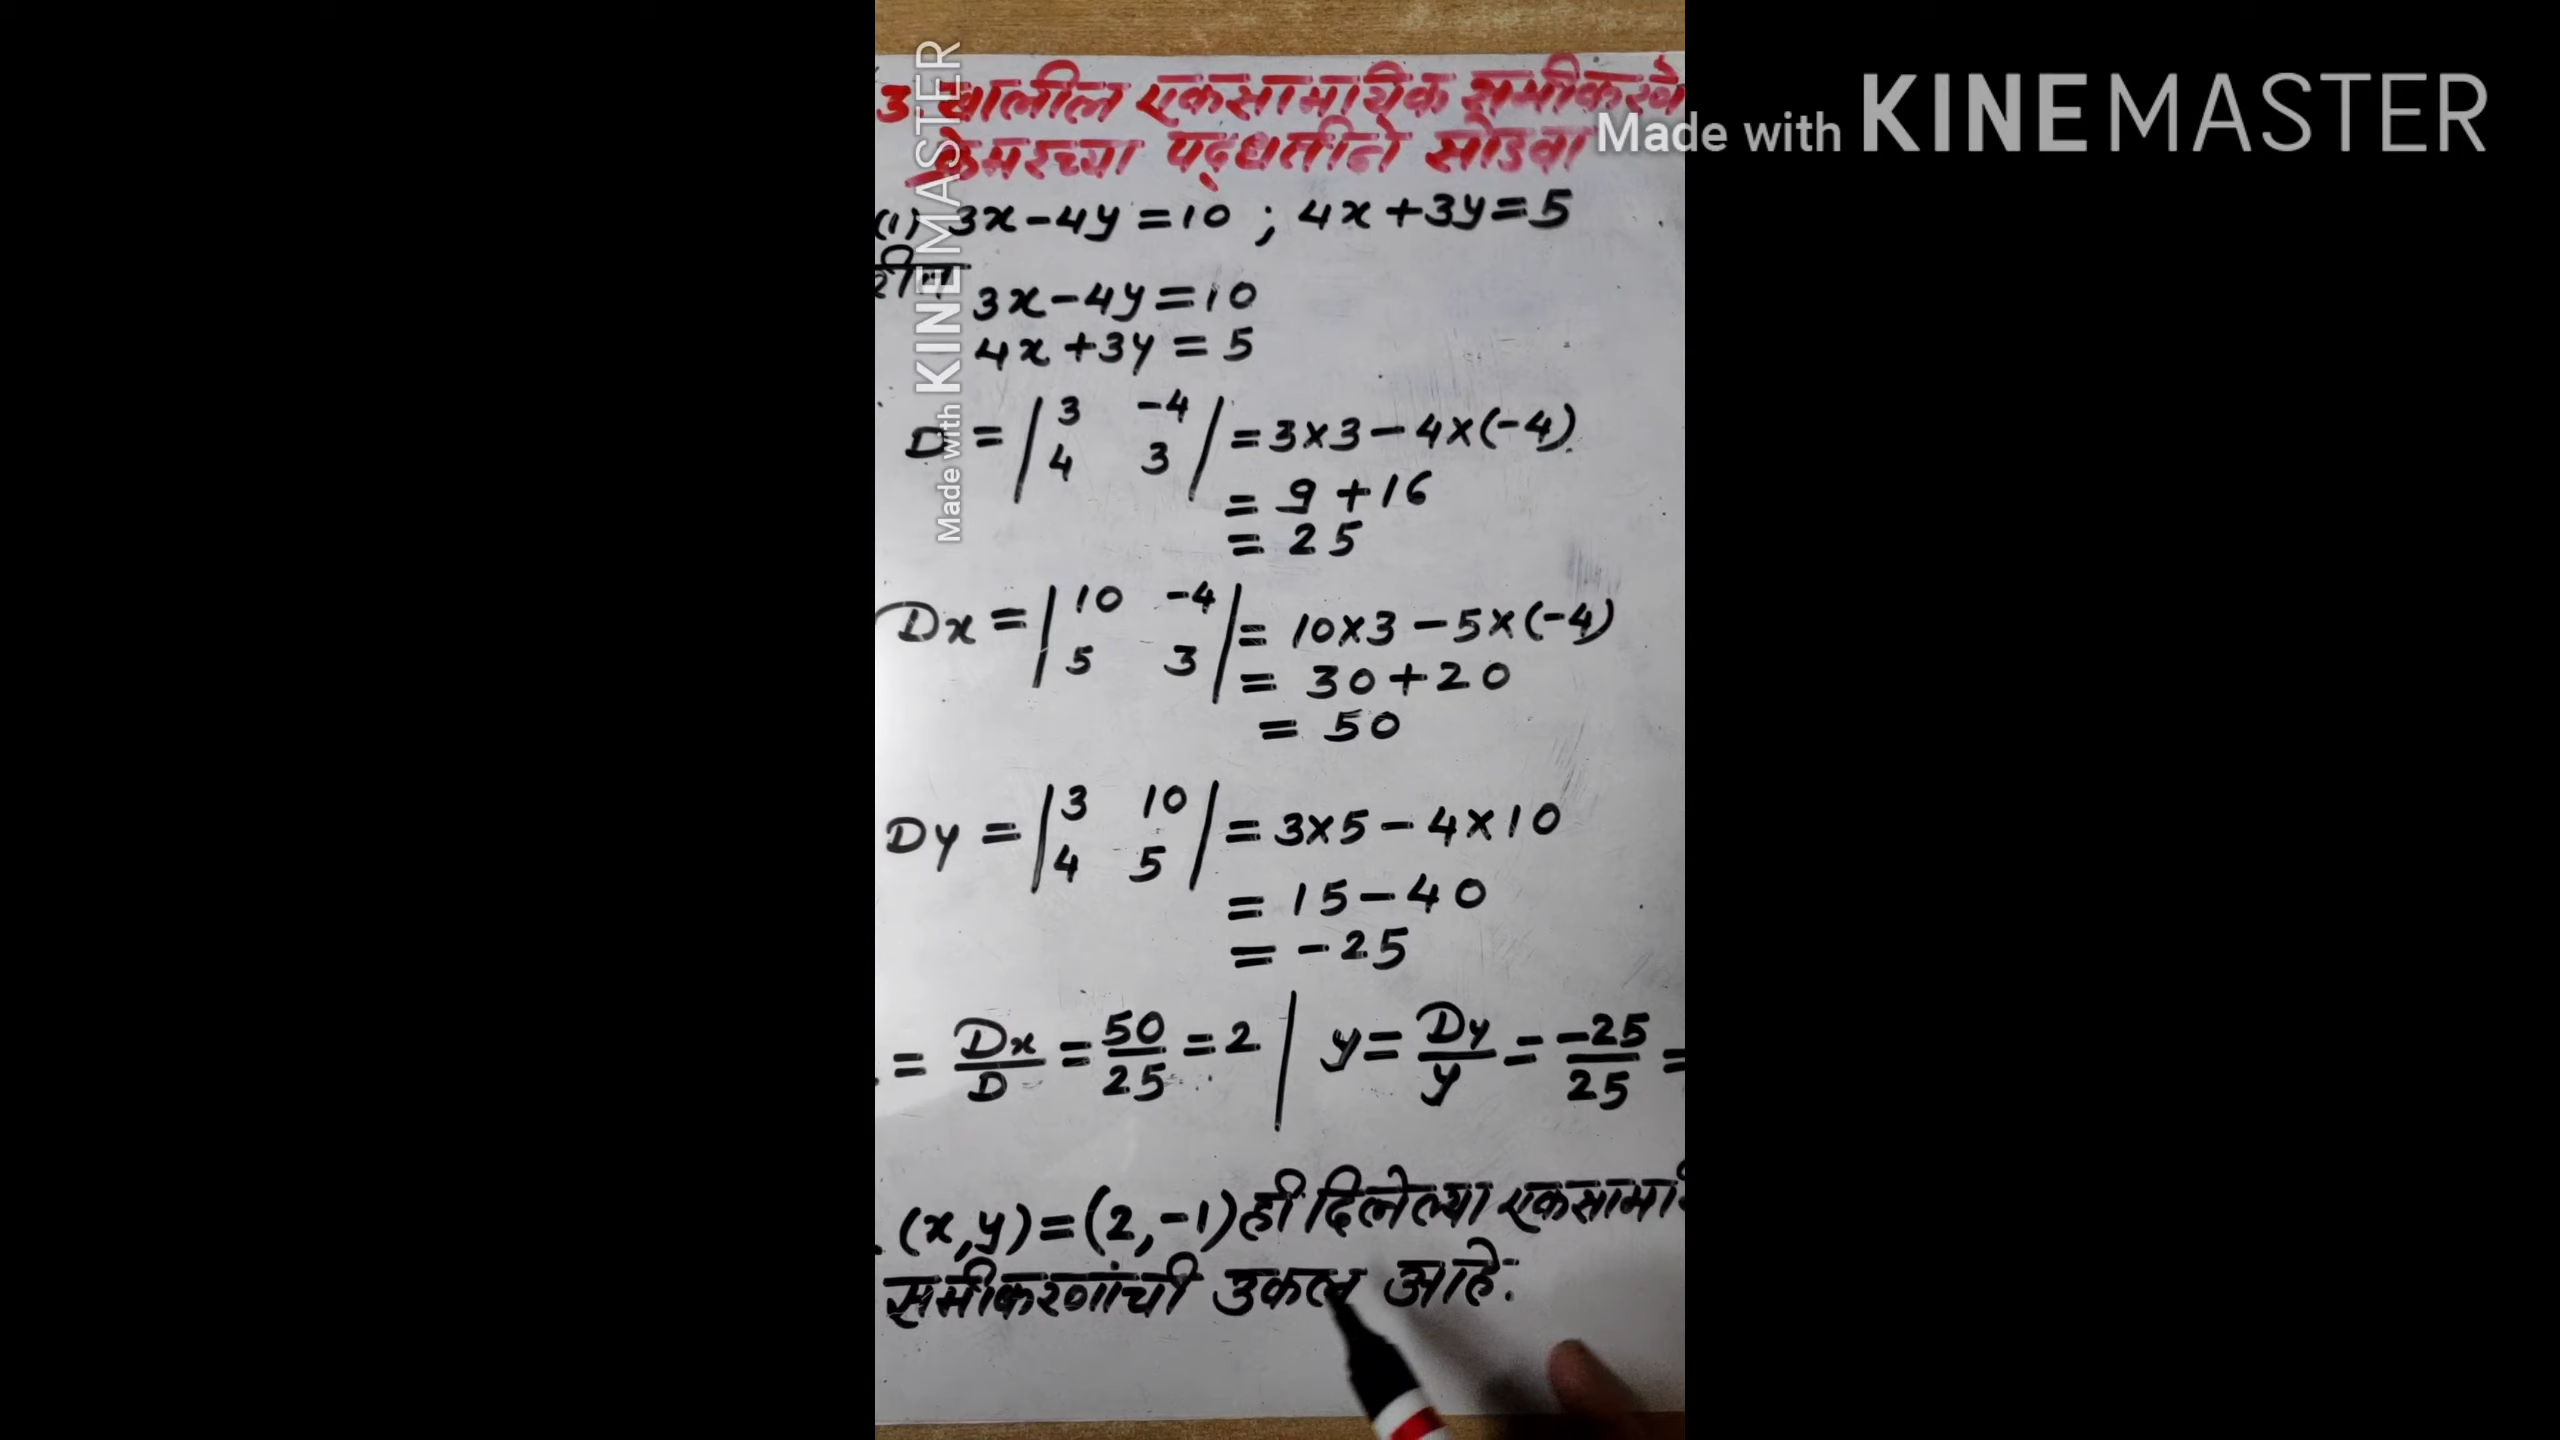 3 खालील एकसामायिक समीकरणे
क्रेमरच्या पद्धतीने सोडवा
Made with KINEMASTER
Made with KINEMASTER
(1) 3x-4y=10 ; 4x+3y=5
3x-4y=10
4x+3y=5
D = | 3 -4 | = 3×3-4×(-4)
| 4 3 |
= 9+16
= 25
Dx = | 10 -4 | = 10×3-5×(-4)
| 5 3 |
= 30+20
= 50
Dy = | 3 10 | = 3×5-4×10
| 4 5 |
= 15-40
= -25
= Dx/D = 50/25 = 2 | y = Dy/y = -25/25 =
(x,y)=(2,-1) ही दिलेल्या
समीकरणांची उकल आहे.